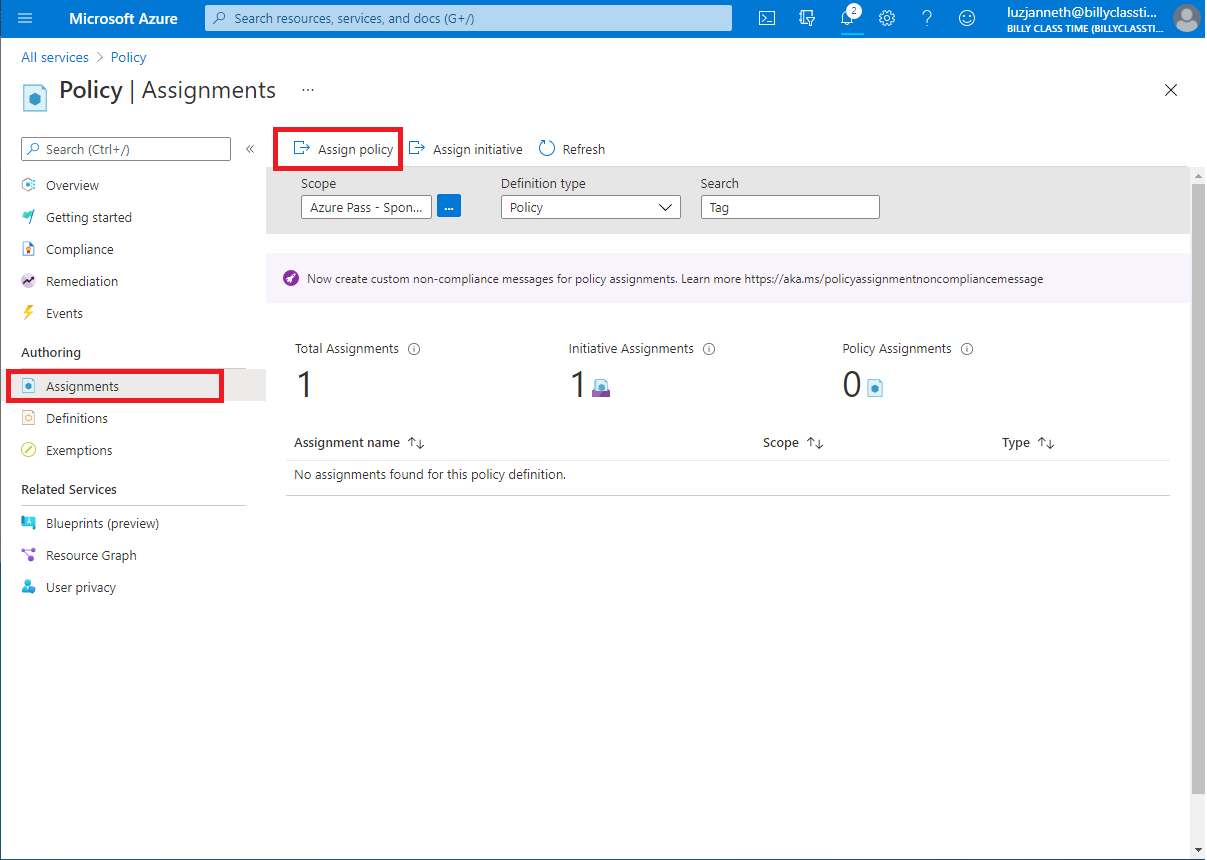 Microsoft Azure
Search resources, services, and docs (G+/)
2
luzjanneth@billyclassti...
BILLY CLASS TIME (BILLYCLASSTI...
All services > Policy
Policy | Assignments ...
Search (Ctrl+/)
«
Overview
Getting started
Compliance
Remediation
Events
Authoring
Assignments
Definitions
Exemptions
Related Services
Blueprints (preview)
Resource Graph
User privacy
Assign policy Assign initiative Refresh
Scope Definition type Search
Azure Pass - Spon... ... Policy Tag
Now create custom non-compliance messages for policy assignments. Learn more https://aka.ms/policyassignmentnoncompliancemessage
Total Assignments Initiative Assignments Policy Assignments
1 1 0
Assignment name ↑↓ Scope ↑↓ Type ↑↓
No assignments found for this policy definition.